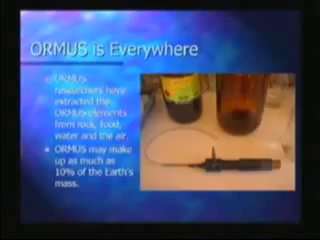 ORMUS is Everywhere
ORMUS
researchers have
extracted the
ORMUS elements
from rock, food,
water and the air.
ORMUS may make
up as much as
10% of the Earth's
mass.